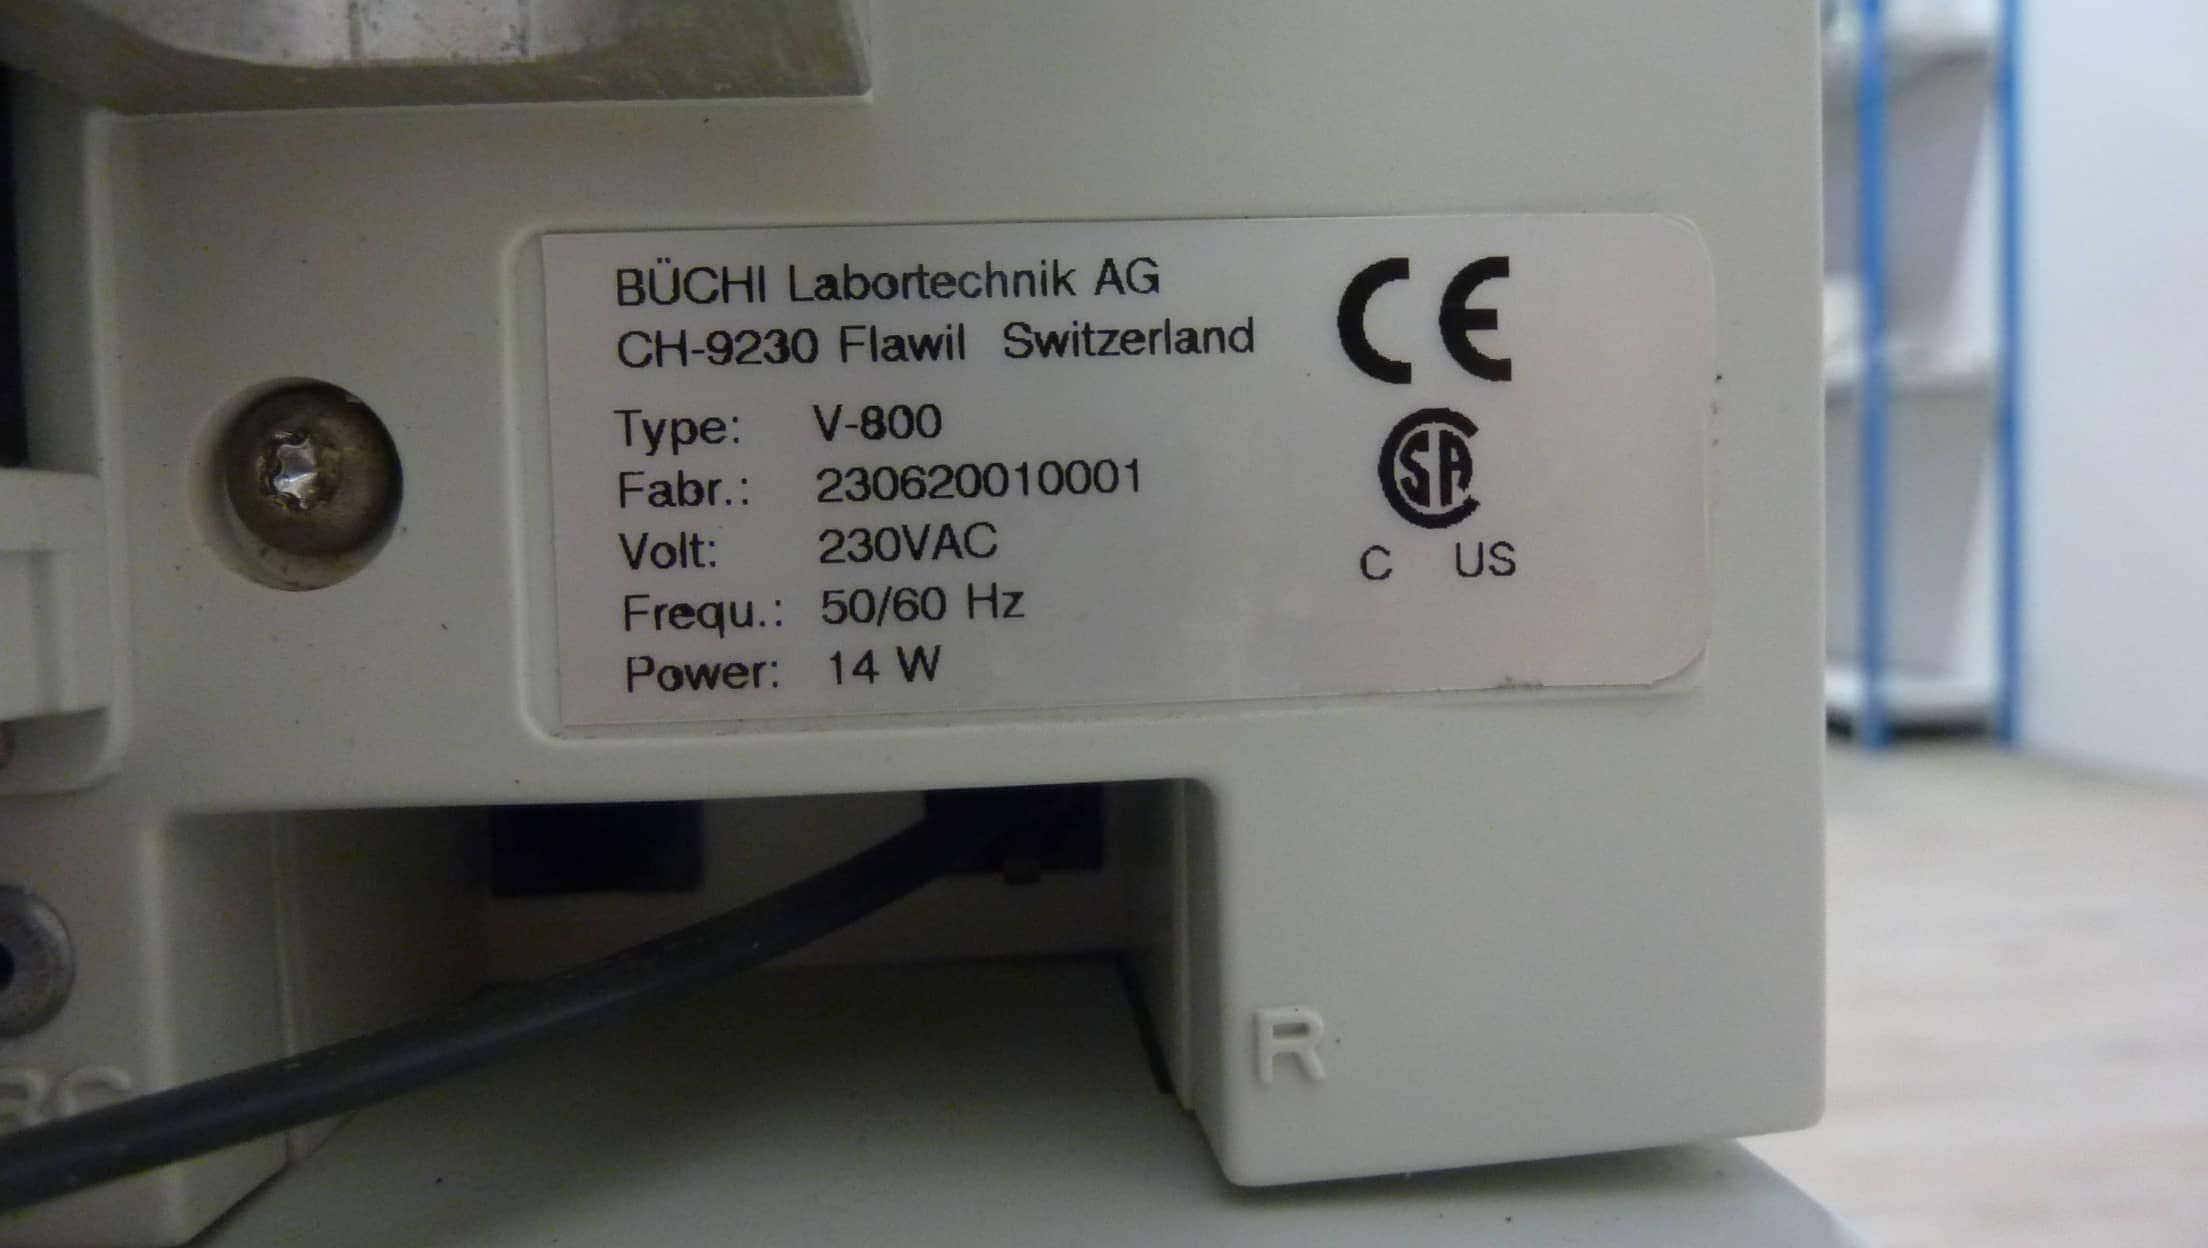 BÜCHI Labortechnik AG
CH-9230 Flawil Switzerland
Type: V-800
Fabr.: 230620010001
Volt: 230VAC
Frequ.: 50/60 Hz
Power: 14 W
CE
CSA
C US
R